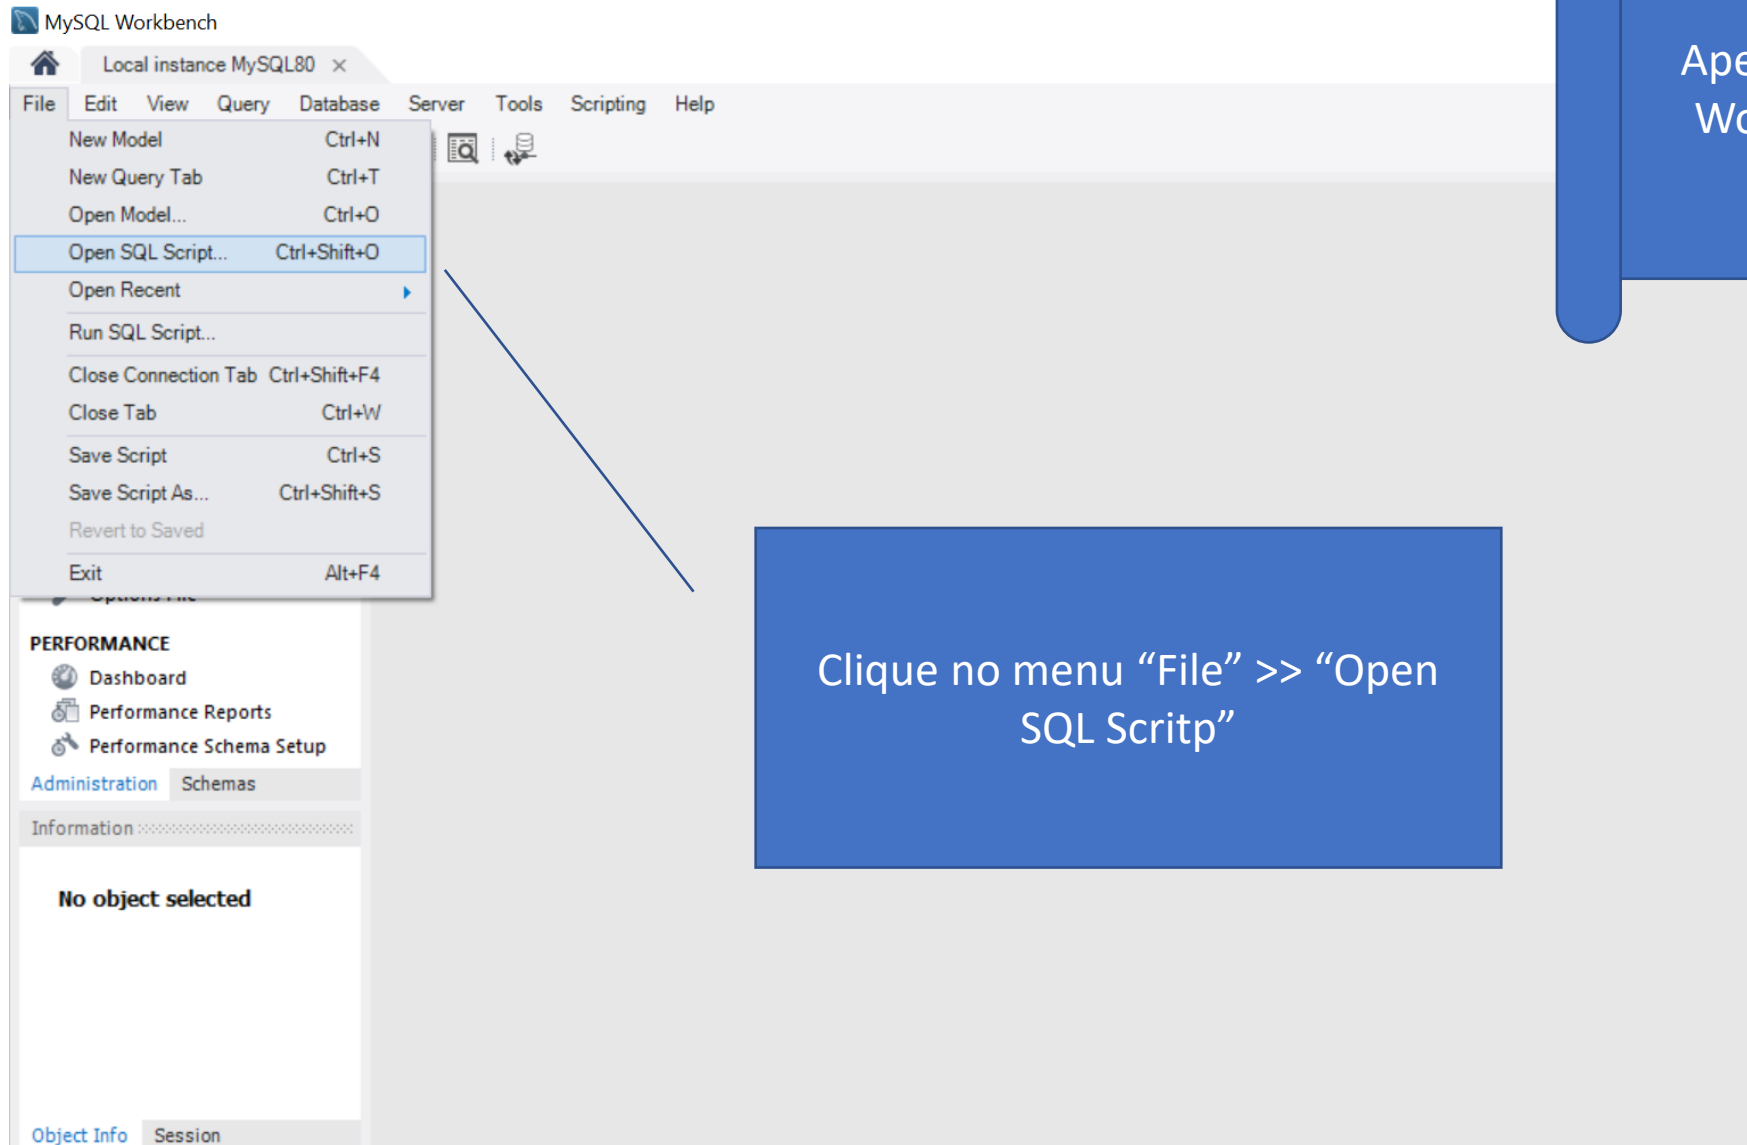 MySQL Workbench
Local instance MySQL80 ×
File Edit View Query Database Server Tools Scripting Help
New Model Ctrl+N
New Query Tab Ctrl+T
Open Model... Ctrl+O
Open SQL Script... Ctrl+Shift+O
Open Recent
Run SQL Script...
Close Connection Tab Ctrl+Shift+F4
Close Tab Ctrl+W
Save Script Ctrl+S
Save Script As... Ctrl+Shift+S
Revert to Saved
Exit Alt+F4
PERFORMANCE
Dashboard
Performance Reports
Performance Schema Setup
Administration Schemas
Information
No object selected
Object Info Session
Clique no menu “File” >> “Open
SQL Scritp”